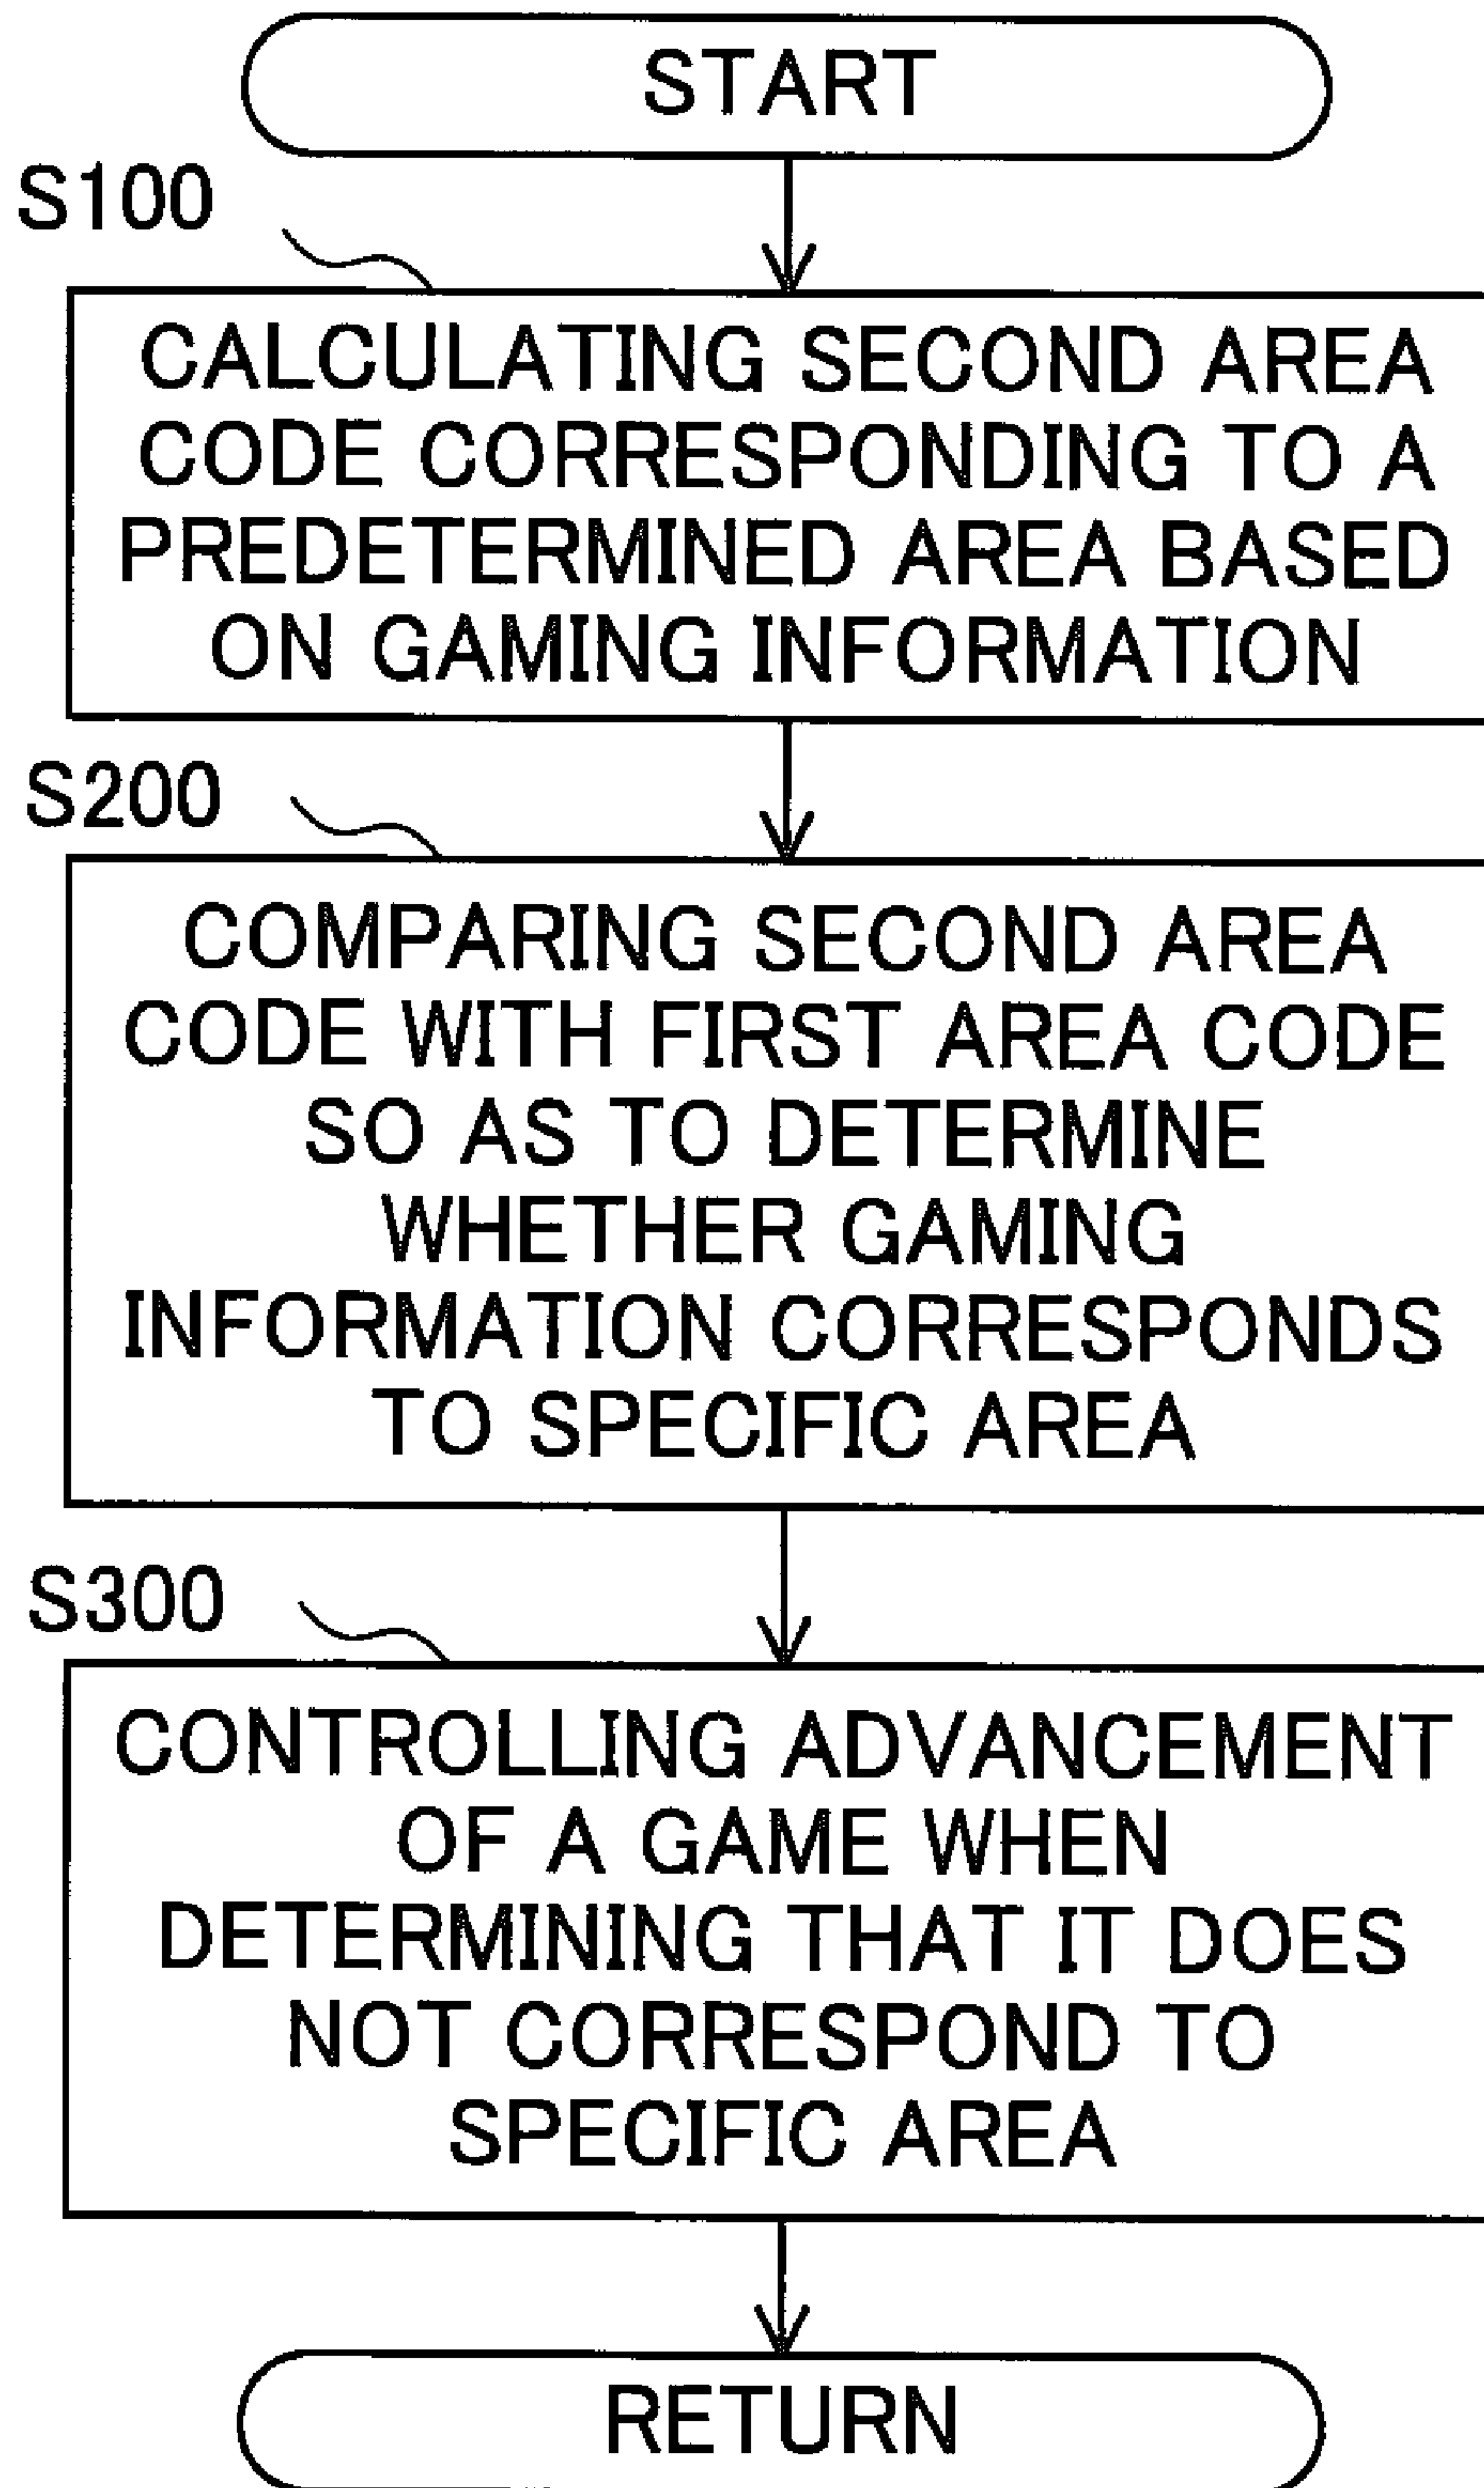 START
S100
CALCULATING SECOND AREA
CODE CORRESPONDING TO A
PREDETERMINED AREA BASED
ON GAMING INFORMATION
S200
COMPARING SECOND AREA
CODE WITH FIRST AREA CODE
SO AS TO DETERMINE
WHETHER GAMING
INFORMATION CORRESPONDS
TO SPECIFIC AREA
S300
CONTROLLING ADVANCEMENT
OF A GAME WHEN
DETERMINING THAT IT DOES
NOT CORRESPOND TO
SPECIFIC AREA
RETURN